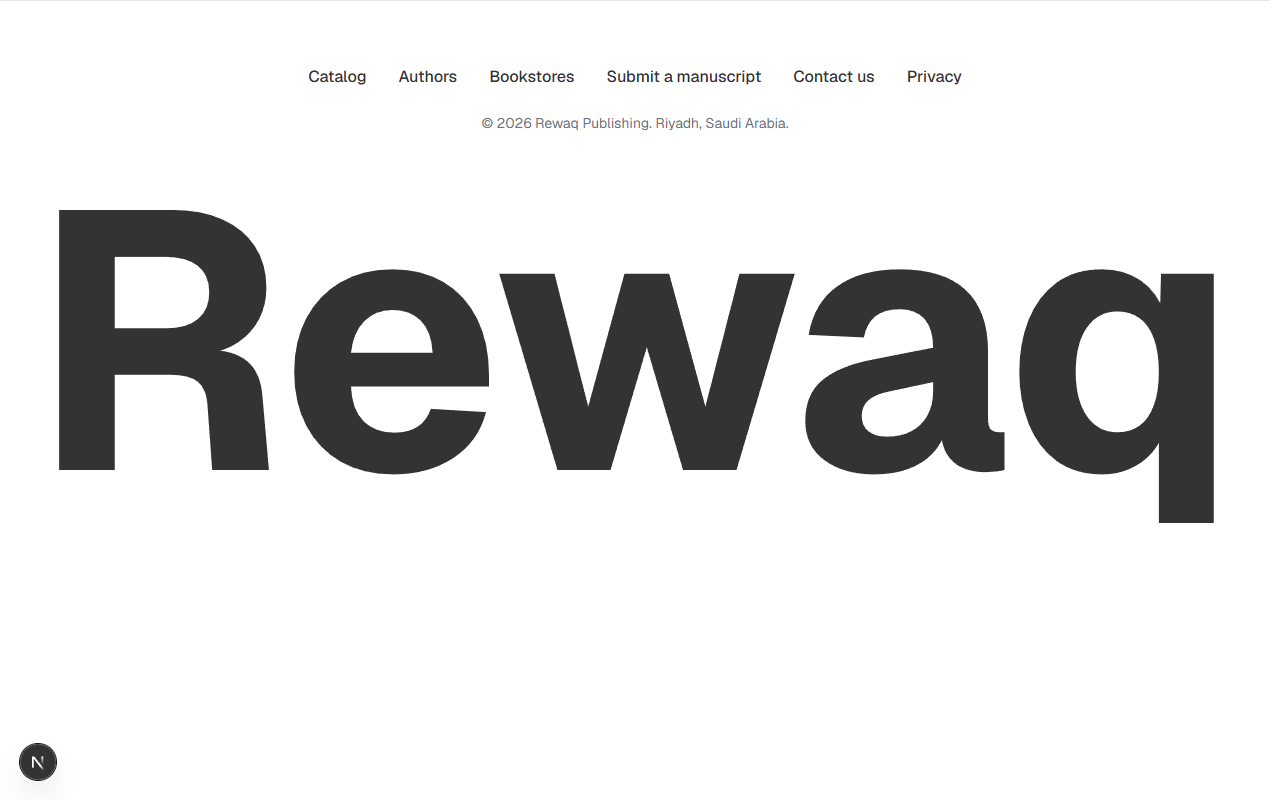 Catalog Authors Bookstores Submit a manuscript Contact us Privacy
© 2026 Rewaq Publishing. Riyadh, Saudi Arabia.
Rewaq
N